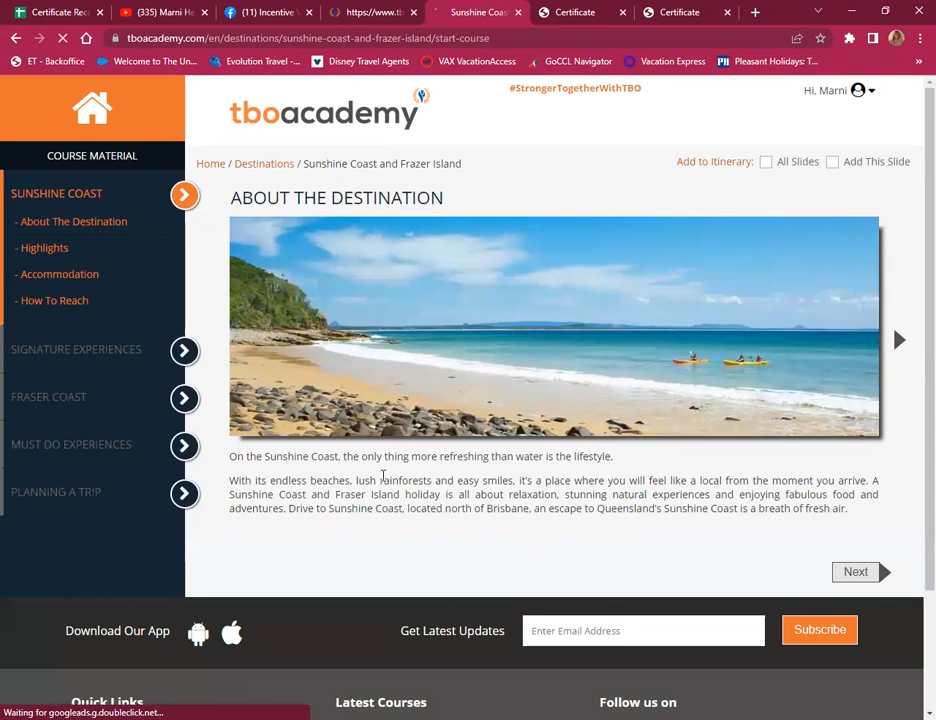 Certificate Rec
(335) Marni He
(11) Incentive
https://www.tb
Sunshine Coas
Certificate
Certificate
tboacademy.com/en/destinations/sunshine-coast-and-frazer-island/start-course
ET - Backoffice
Welcome to The Un...
Evolution Travel -...
Disney Travel Agents
VAX VacationAccess
GoCCL Navigator
Vacation Express
Pleasant Holidays: T...
»
tboacademy
#StrongerTogetherWithTBO
Hi, Marni
COURSE MATERIAL
Home / Destinations / Sunshine Coast and Frazer Island
Add to Itinerary: All Slides Add This Slide
SUNSHINE COAST
- About The Destination
- Highlights
- Accommodation
- How To Reach
SIGNATURE EXPERIENCES
FRASER COAST
MUST DO EXPERIENCES
PLANNING A TRIP
ABOUT THE DESTINATION
On the Sunshine Coast, the only thing more refreshing than water is the lifestyle.
With its endless beaches, lush rainforests and easy smiles, it's a place where you will feel like a local from the moment you arrive. A
Sunshine Coast and Fraser Island holiday is all about relaxation, stunning natural experiences and enjoying fabulous food and
adventures. Drive to Sunshine Coast, located north of Brisbane, an escape to Queensland's Sunshine Coast is a breath of fresh air.
Next
Download Our App
Get Latest Updates
Enter Email Address
Subscribe
Quick Links
Latest Courses
Follow us on
Waiting for googleads.g.doubleclick.net...